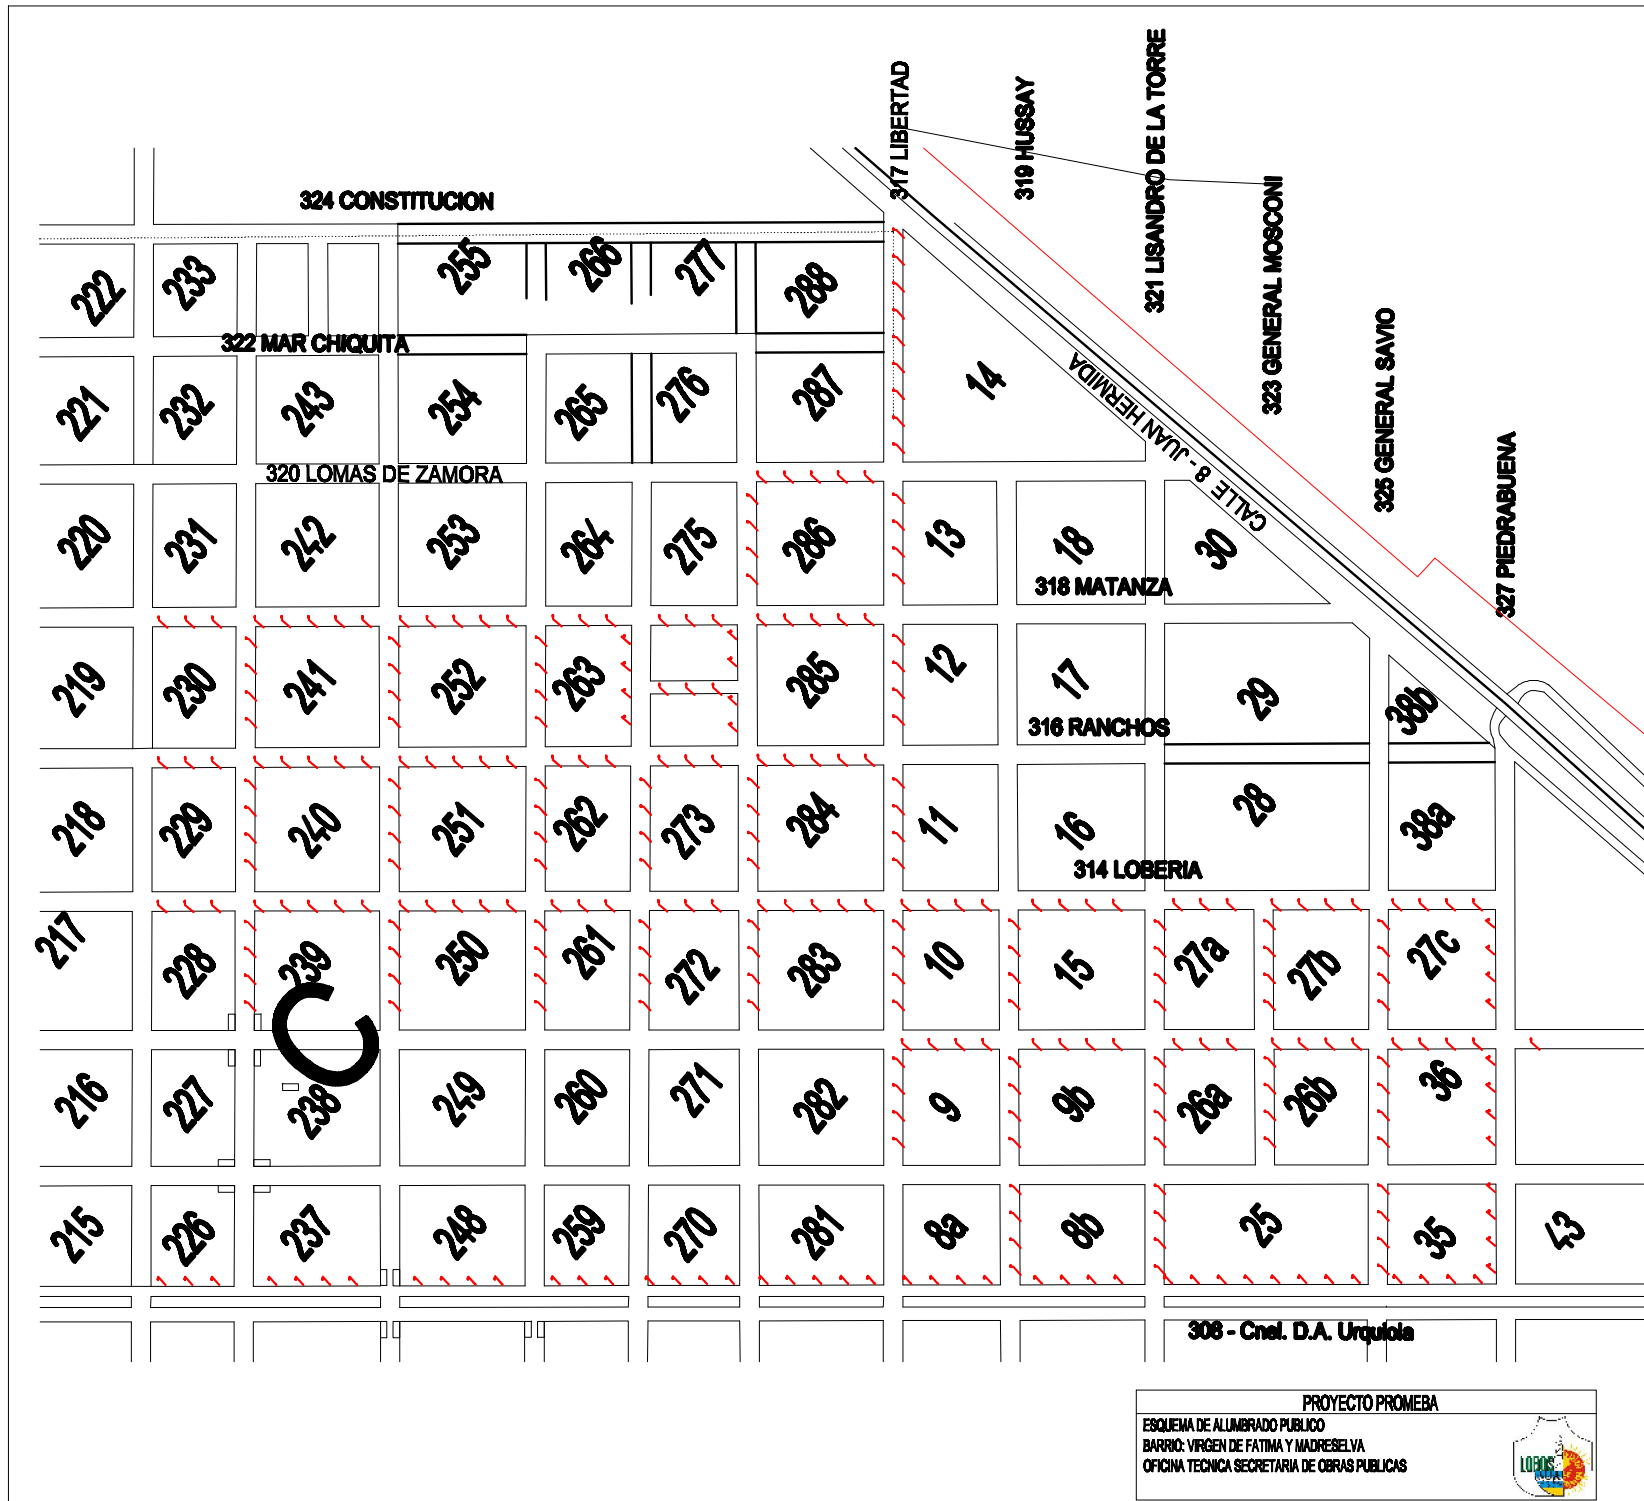 317 LIBERTAD
319 HUSSAY
321 LISANDRO DE LA TORRE
323 GENERAL MOSCONI
325 GENERAL SAVIO
327 PIEDRABUENA
324 CONSTITUCION
222
233
255
266
277
288
322 MAR CHIQUITA
CALLE 8 - JUAN HERMIDA
221
232
243
254
265
276
287
14
320 LOMAS DE ZAMORA
220
231
242
253
264
275
286
13
18
30
318 MATANZA
219
230
241
252
263
285
12
17
29
38b
316 RANCHOS
218
229
240
251
262
273
284
11
16
28
38a
314 LOBERIA
217
228
239
250
261
272
283
10
15
27a
27b
27c
C
216
227
238
249
260
271
282
9
9b
26a
26b
36
215
226
237
248
259
270
281
8a
8b
25
35
43
308 - Cnel. D.A. Urquiola
PROYECTO PROMEBA
ESQUEMA DE ALUMBRADO PUBLICO
BARRIO: VIRGEN DE FATIMA Y MADRESELVA
OFICINA TECNICA SECRETARIA DE OBRAS PUBLICAS
LOBOS